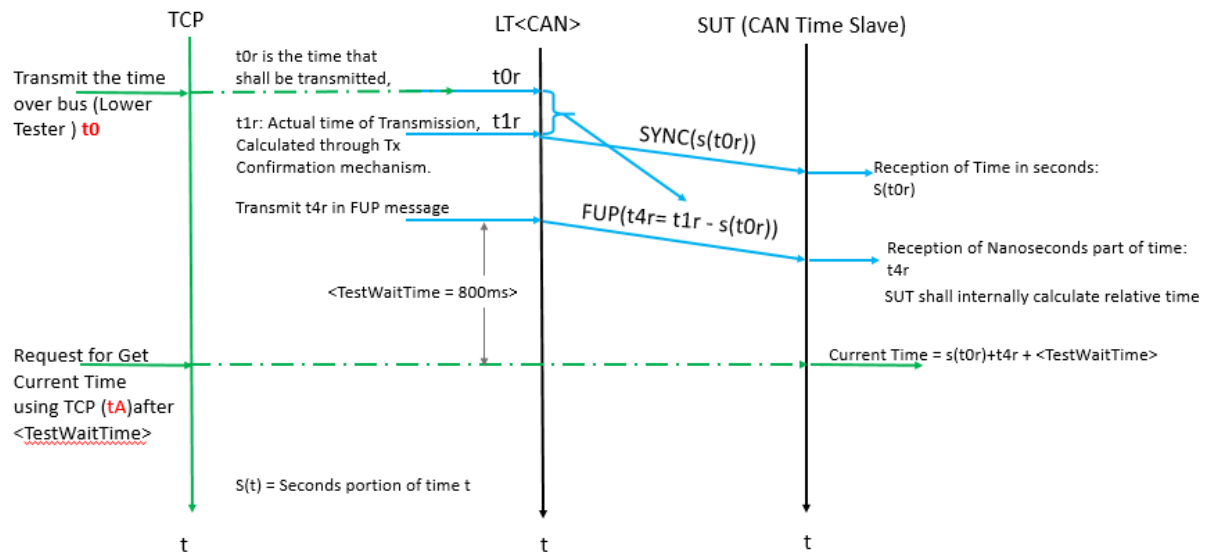 TCP
LT<CAN>
SUT (CAN Time Slave)
Transmit the time
over bus (Lower
Tester ) t0
t0r is the time that
shall be transmitted,
t0r
t1r: Actual time of Transmission,
Calculated through Tx
Confirmation mechanism.
t1r
SYNC(s(t0r))
Reception of Time in seconds:
S(t0r)
Transmit t4r in FUP message
FUP(t4r= t1r - s(t0r))
Reception of Nanoseconds part of time:
t4r
SUT shall internally calculate relative time
<TestWaitTime = 800ms>
Request for Get
Current Time
using TCP (tA)after
<TestWaitTime>
Current Time = s(t0r)+t4r + <TestWaitTime>
S(t) = Seconds portion of time t
t
t
t